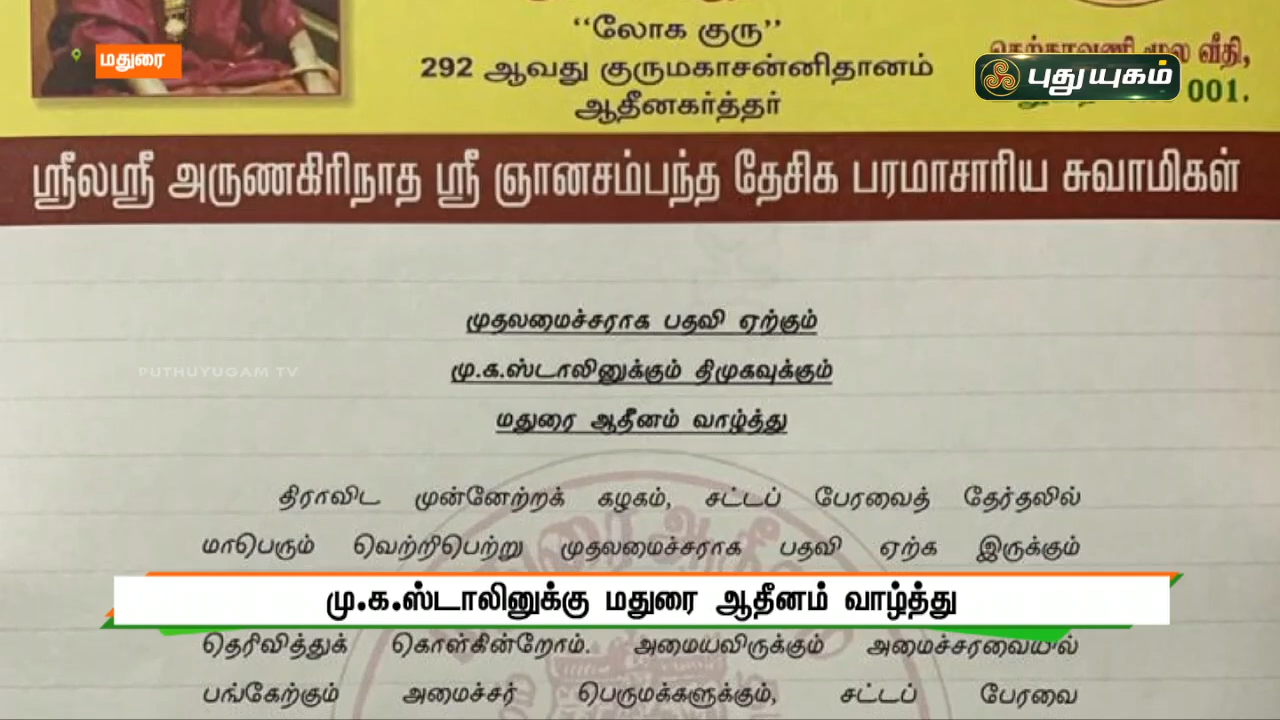 மதுரை
“லோக குரு”
292 ஆவது குருமகாசன்னிதானம்
ஆதீனகர்த்தர்
வீதி,
புதுயுகம்
001.
ஸ்ரீலஸ்ரீ அருணகிரிநாத ஸ்ரீ ஞானசம்பந்த தேசிக பரமாசாரிய சுவாமிகள்
முதலமைச்சராக பதவி ஏற்கும்
மு.க.ஸ்டாலினுக்கும் திமுகவுக்கும்
PUTHUYUGAM TV
மதுரை ஆதீனம் வாழ்த்து
திராவிட முன்னேற்றக் கழகம், சட்டப் பேரவைத் தேர்தலில்
மாபெரும் வெற்றிபெற்று முதலமைச்சராக பதவி ஏற்க இருக்கும்
மு.க.ஸ்டாலினுக்கு மதுரை ஆதீனம் வாழ்த்து
தெரிவித்துக் கொள்கின்றோம். அமையவிருக்கும் அமைச்சரவையில்
பங்கேற்கும் அமைச்சர் பெருமக்களுக்கும், சட்டப் பேரவை